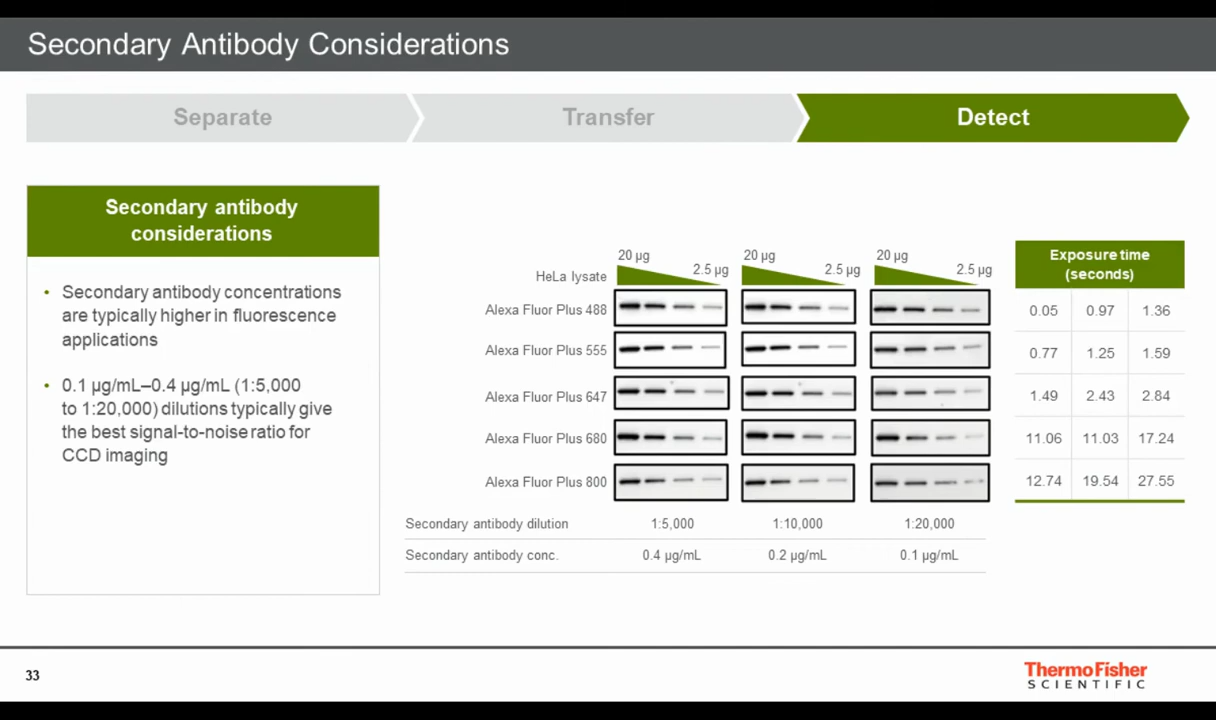 Secondary Antibody Considerations
Separate
Transfer
Detect
Secondary antibody
considerations
• Secondary antibody concentrations
are typically higher in fluorescence
applications
• 0.1 µg/mL–0.4 µg/mL (1:5,000
to 1:20,000) dilutions typically give
the best signal-to-noise ratio for
CCD imaging
20 µg 2.5 µg 20 µg 2.5 µg 20 µg 2.5 µg
HeLa lysate
Alexa Fluor Plus 488
Alexa Fluor Plus 555
Alexa Fluor Plus 647
Alexa Fluor Plus 680
Alexa Fluor Plus 800
Secondary antibody dilution 1:5,000 1:10,000 1:20,000
Secondary antibody conc. 0.4 µg/mL 0.2 µg/mL 0.1 µg/mL
Exposure time
(seconds)
0.05 0.97 1.36
0.77 1.25 1.59
1.49 2.43 2.84
11.06 11.03 17.24
12.74 19.54 27.55
33
ThermoFisher
SCIENTIFIC